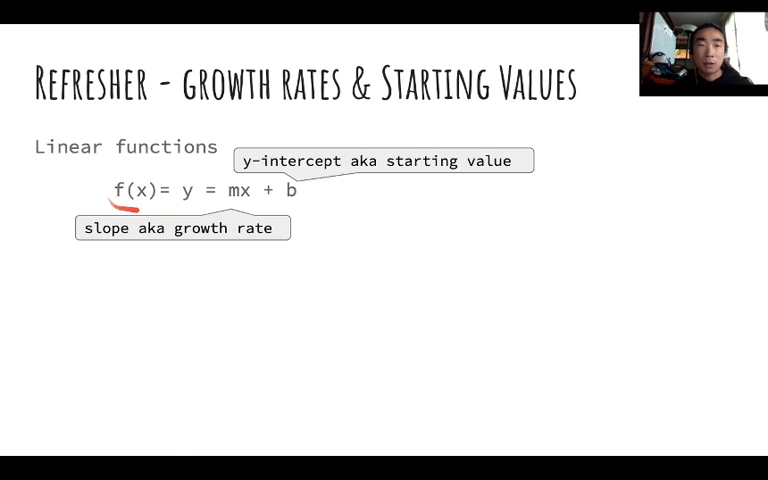 Refresher - growth rates & Starting Values
Linear functions
y-intercept aka starting value
f(x)= y = mx + b
slope aka growth rate